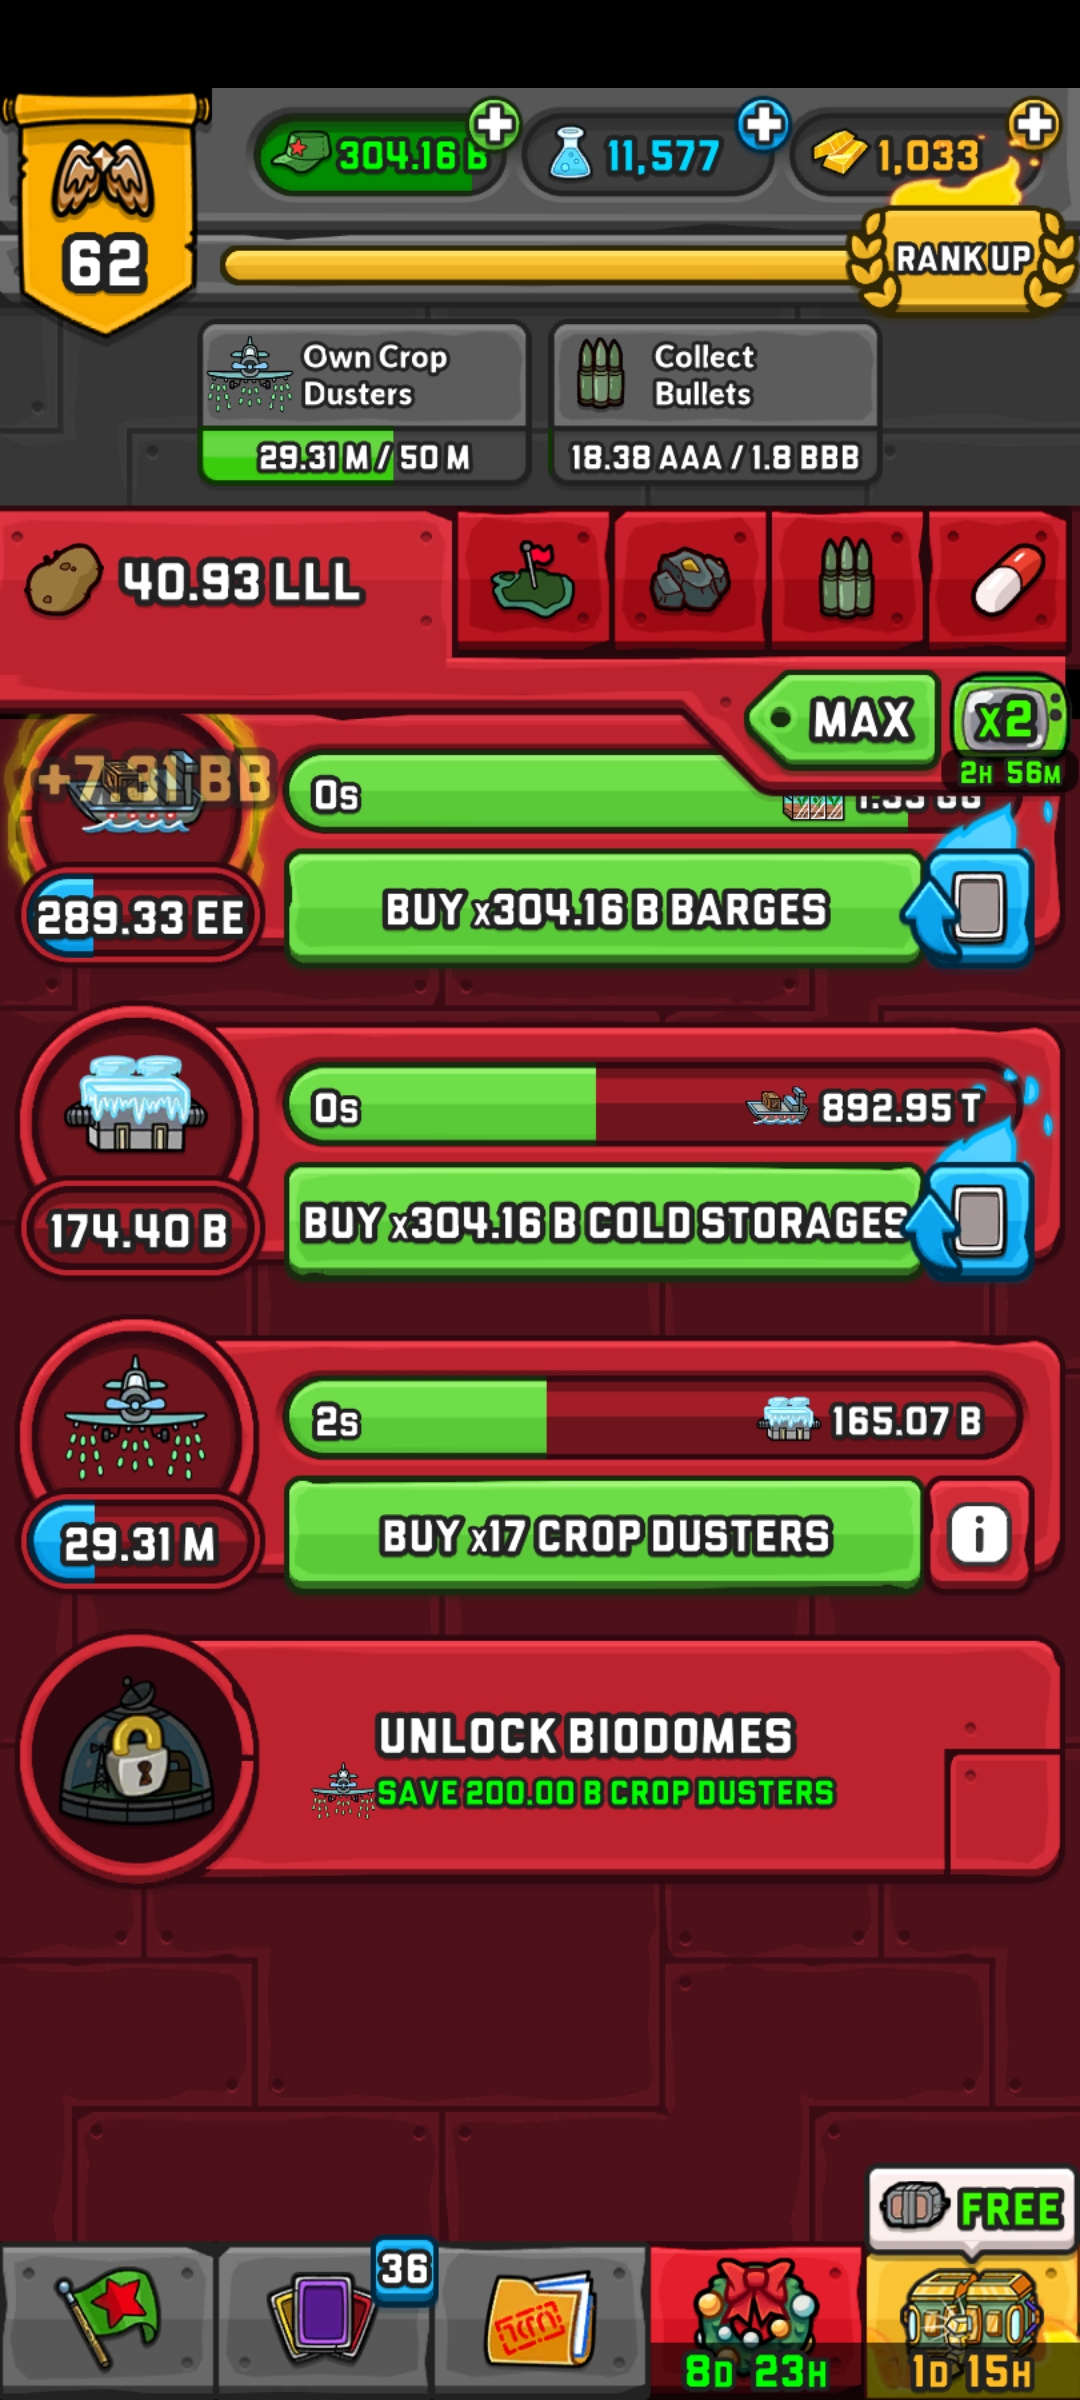 304.16 B
11,577
1,033
62
RANK UP
Own Crop
Dusters
29.31 M / 50 M
Collect
Bullets
18.38 AAA / 1.8 BBB
40.93 LLL
MAX
x2
2H 56M
+7.31 BB
0s
289.33 EE
BUY x304.16 B BARGES
0s
892.95 T
174.40 B
BUY x304.16 B COLD STORAGES
2s
165.07 B
29.31 M
BUY x17 CROP DUSTERS
i
UNLOCK BIODOMES
SAVE 200.00 B CROP DUSTERS
FREE
36
8D 23H
1D 15H